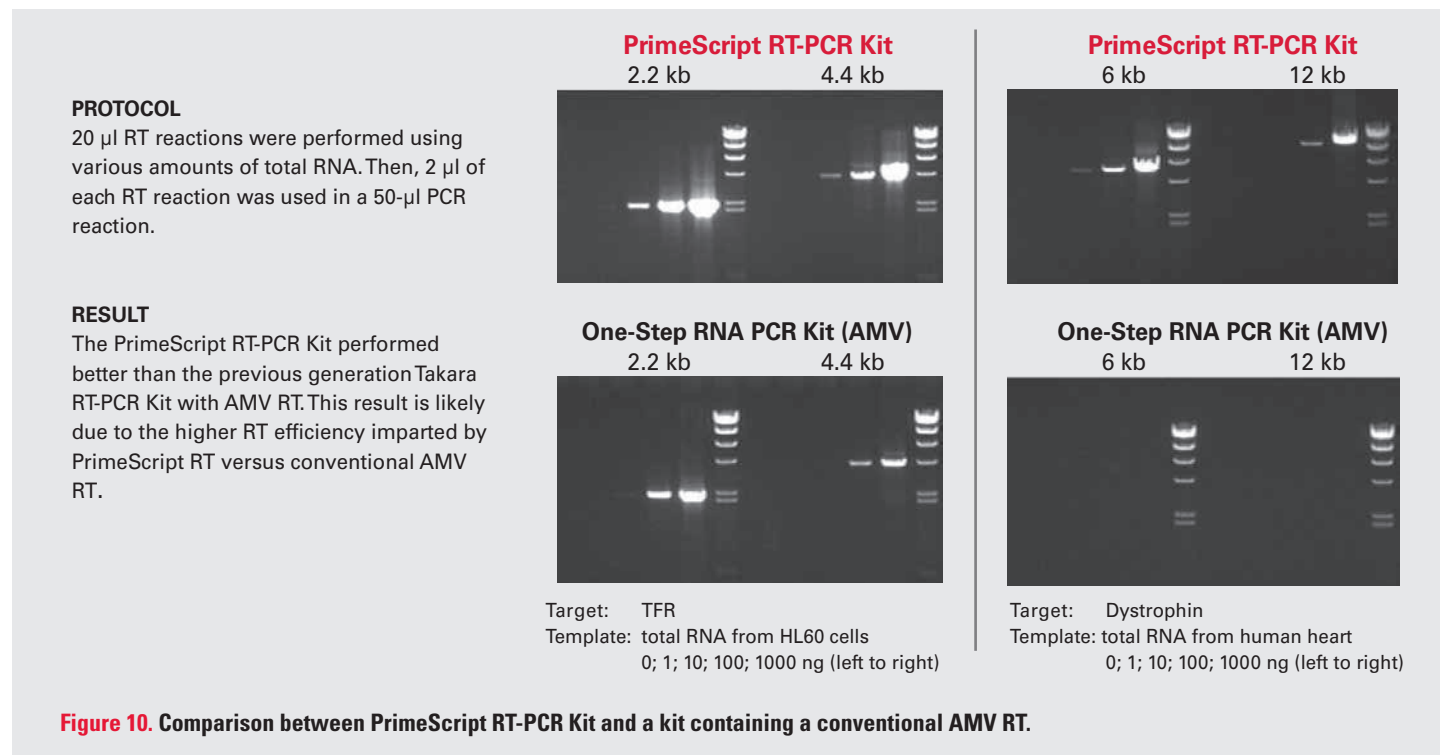 PROTOCOL
20 µl RT reactions were performed using
various amounts of total RNA. Then, 2 µl of
each RT reaction was used in a 50-µl PCR
reaction.
RESULT
The PrimeScript RT-PCR Kit performed
better than the previous generation Takara
RT-PCR Kit with AMV RT. This result is likely
due to the higher RT efficiency imparted by
PrimeScript RT versus conventional AMV
RT.
PrimeScript RT-PCR Kit
2.2 kb 4.4 kb
One-Step RNA PCR Kit (AMV)
2.2 kb 4.4 kb
Target: TFR
Template: total RNA from HL60 cells
0; 1; 10; 100; 1000 ng (left to right)
PrimeScript RT-PCR Kit
6 kb 12 kb
One-Step RNA PCR Kit (AMV)
6 kb 12 kb
Target: Dystrophin
Template: total RNA from human heart
0; 1; 10; 100; 1000 ng (left to right)
Figure 10. Comparison between PrimeScript RT-PCR Kit and a kit containing a conventional AMV RT.